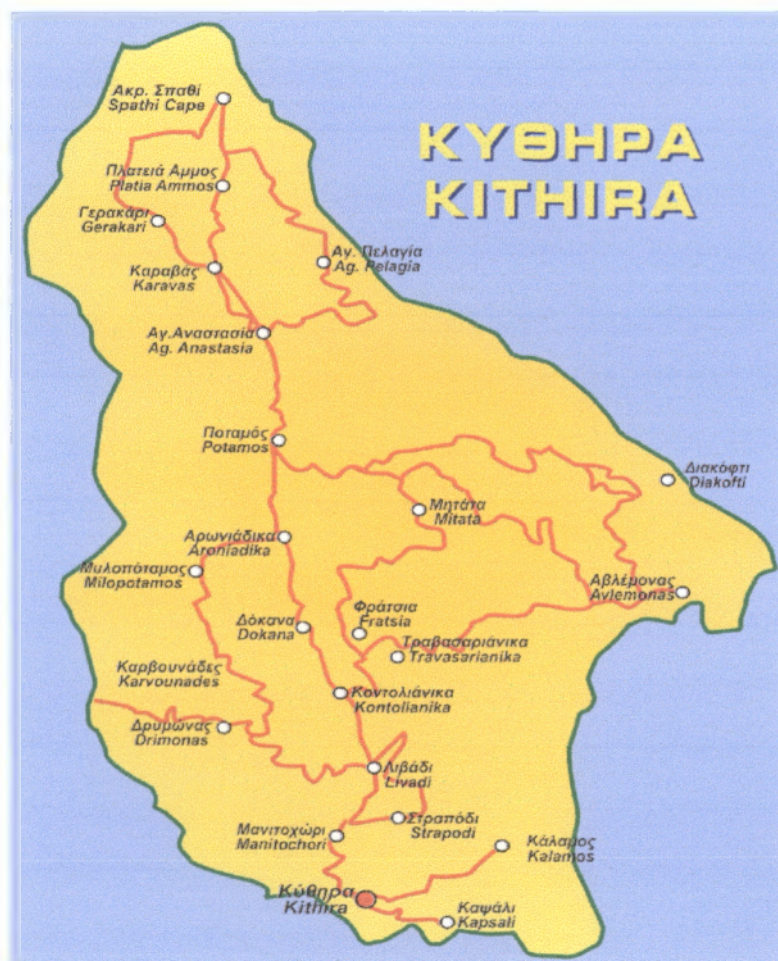 ΚΥΘΗΡΑ
KITHIRA
Ακρ. Σπαθί
Spathi Cape
Πλατειά Αμμος
Platia Ammos
Γερακάρι
Gerakari
Αγ. Πελαγία
Ag. Pelagia
Καραβάς
Karavas
Αγ.Αναστασία
Ag. Anastasia
Ποταμός
Potamos
Διακόφτι
Diakofti
Μητάτα
Mitata
Αρωνιάδικα
Aroniadika
Μυλοπόταμος
Milopotamos
Αβλέμονας
Avlemonas
Φράτσια
Fratsia
Δόκανα
Dokana
Τραβασαριάνικα
Travasarianika
Καρβουνάδες
Karvounades
Κοντολιάνικα
Kontolianika
Δρυμώνας
Drimonas
Λιβάδι
Livadi
Στραπόδι
Strapodi
Μανιτοχώρι
Manitochori
Κάλαμος
Kalamos
Κύθηρα
Kithira
Καψάλι
Kapsali